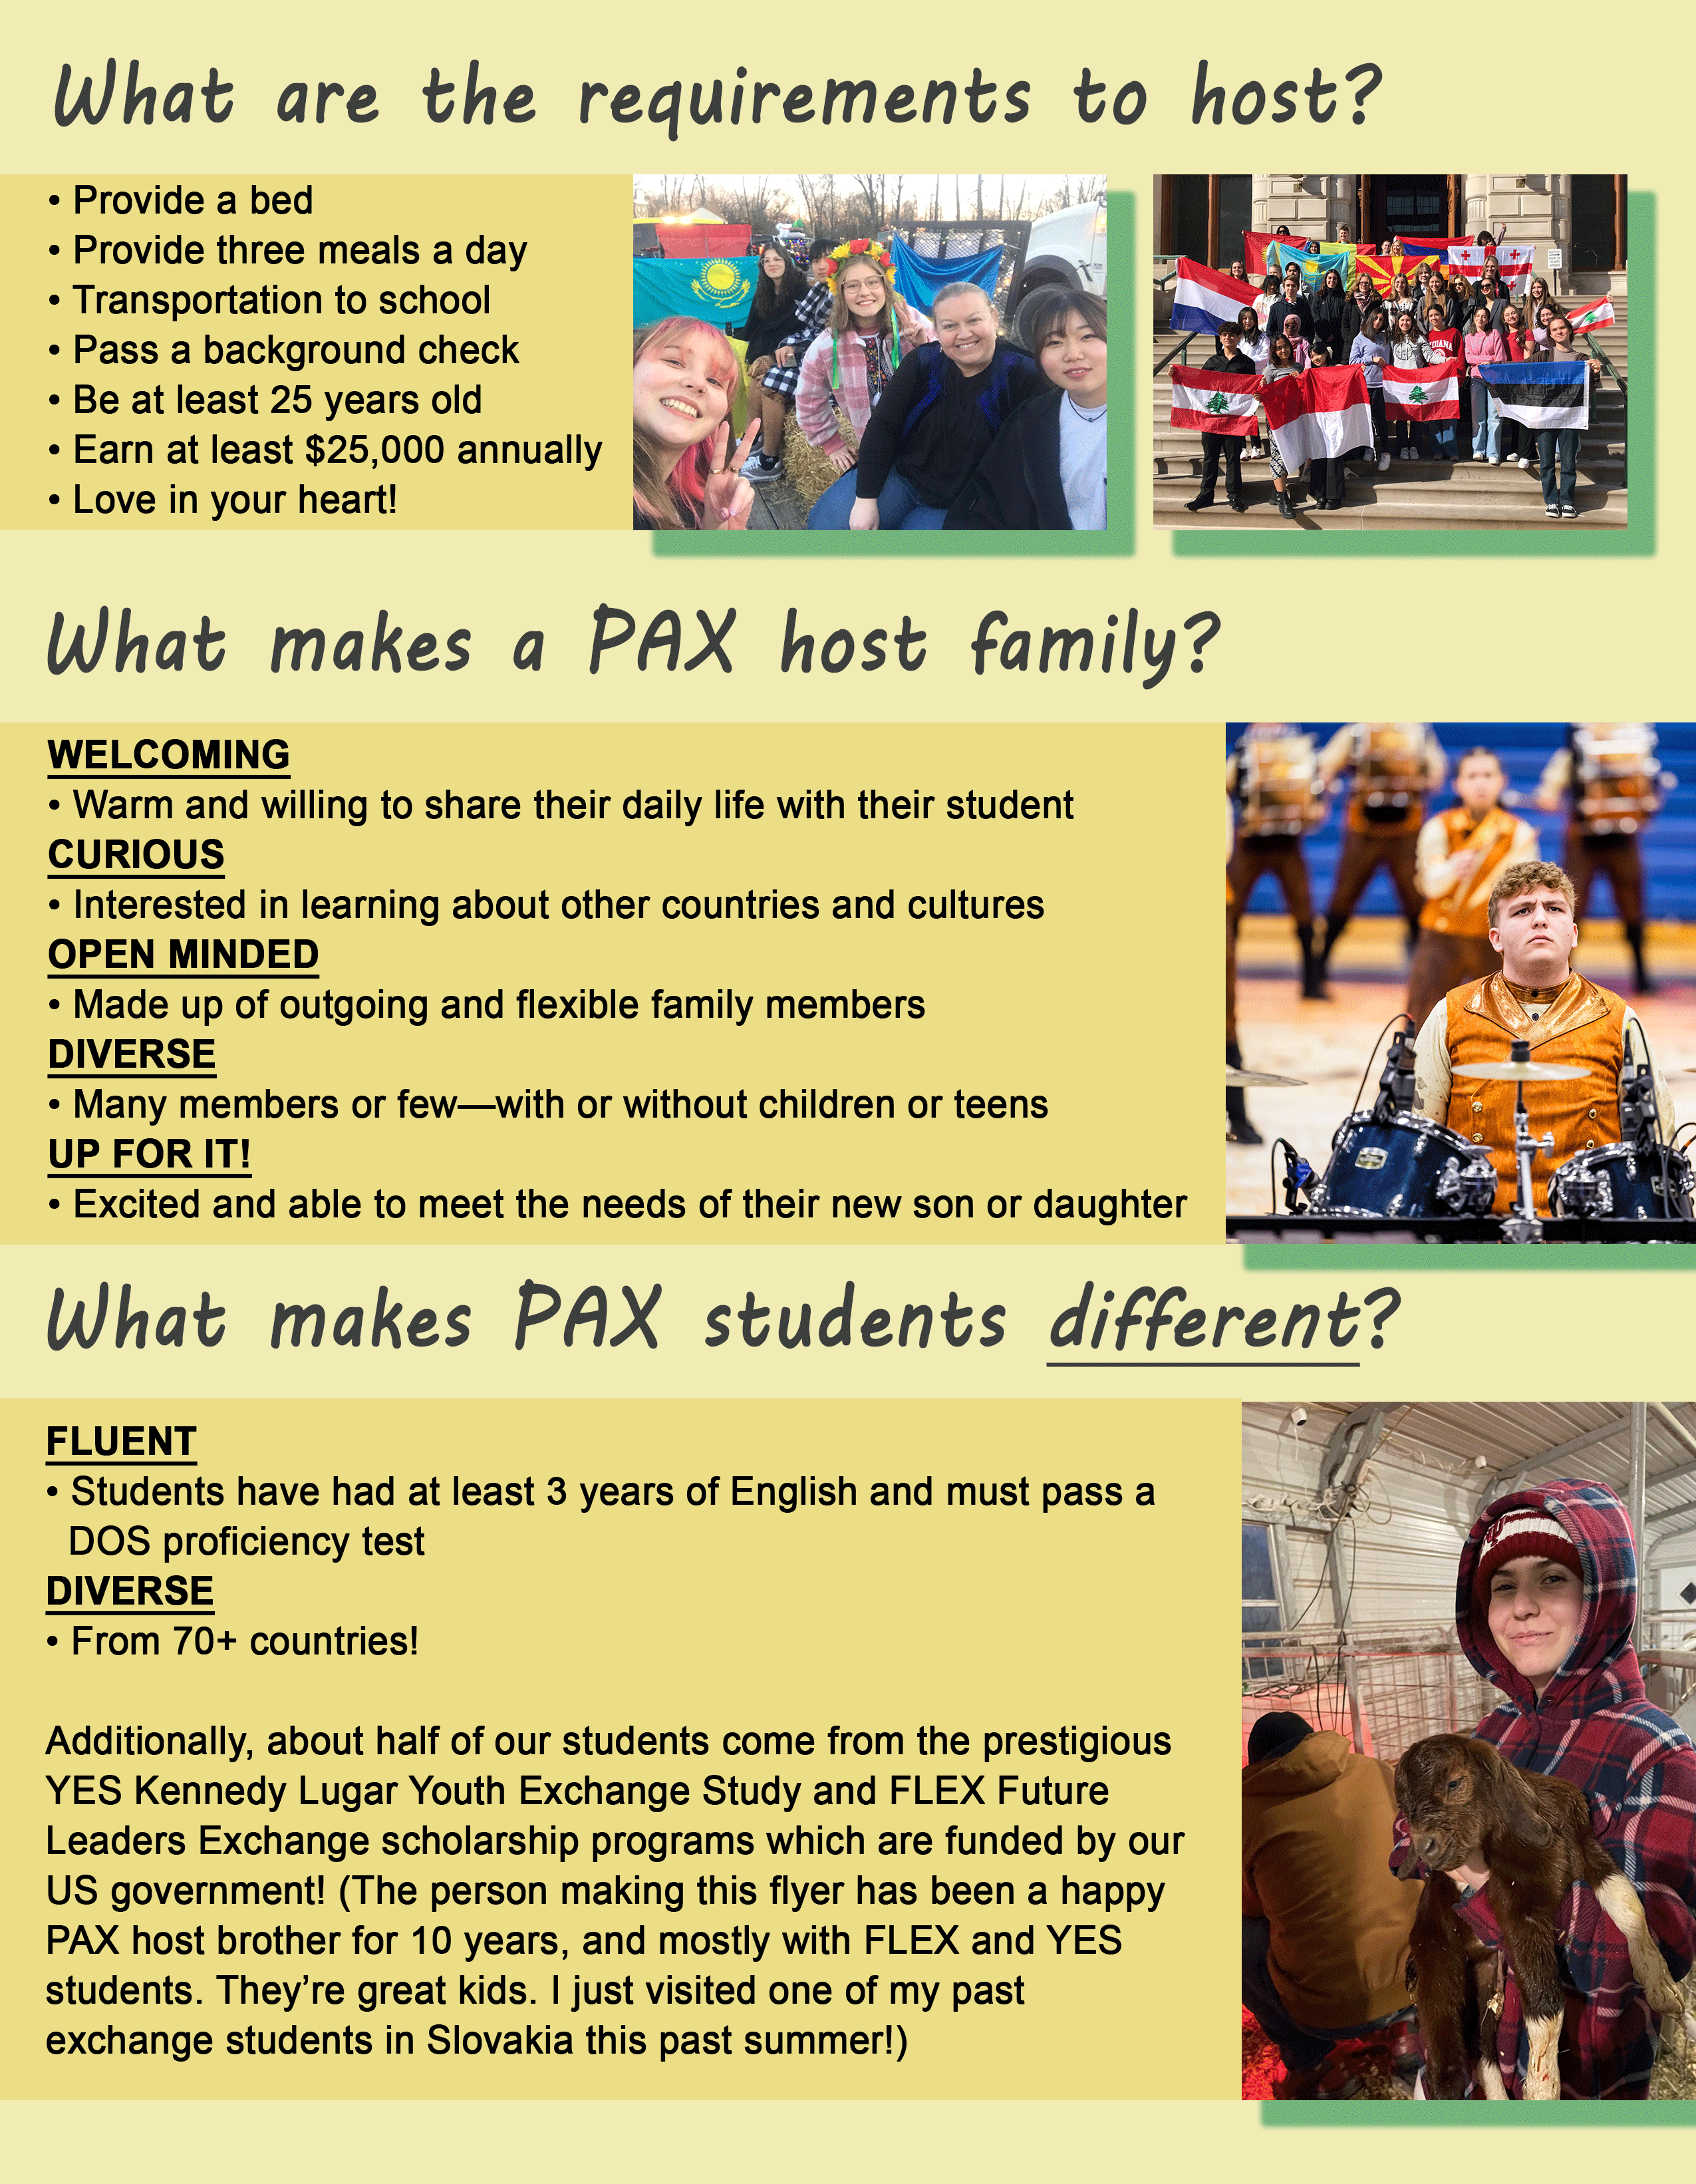 What are the requirements to host?
• Provide a bed
• Provide three meals a day
• Transportation to school
• Pass a background check
• Be at least 25 years old
• Earn at least $25,000 annually
• Love in your heart!
What makes a PAX host family?
WELCOMING
• Warm and willing to share their daily life with their student
CURIOUS
• Interested in learning about other countries and cultures
OPEN MINDED
• Made up of outgoing and flexible family members
DIVERSE
• Many members or few—with or without children or teens
UP FOR IT!
• Excited and able to meet the needs of their new son or daughter
What makes PAX students different?
FLUENT
• Students have had at least 3 years of English and must pass a
DOS proficiency test
DIVERSE
• From 70+ countries!
Additionally, about half of our students come from the prestigious
YES Kennedy Lugar Youth Exchange Study and FLEX Future
Leaders Exchange scholarship programs which are funded by our
US government! (The person making this flyer has been a happy
PAX host brother for 10 years, and mostly with FLEX and YES
students. They’re great kids. I just visited one of my past
exchange students in Slovakia this past summer!)